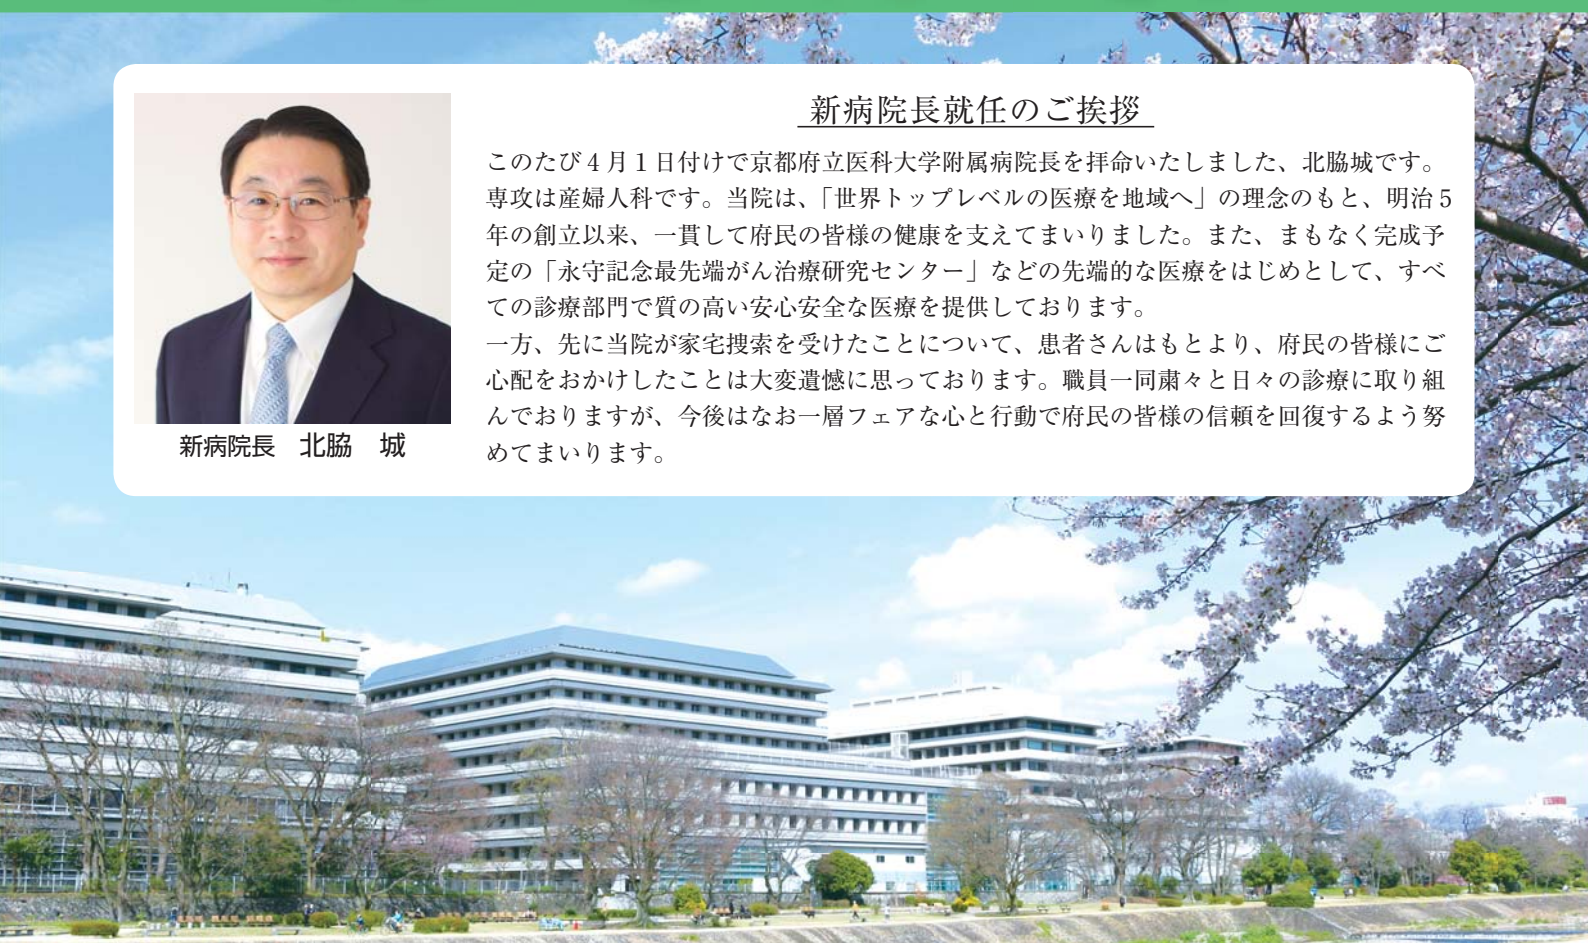 新病院長就任のご挨拶
このたび４月１日付けで京都府立医科大学附属病院長を拝命いたしました、北脇城です。
専攻は産婦人科です。当院は、「世界トップレベルの医療を地域へ」の理念のもと、明治５
年の創立以来、一貫して府民の皆様の健康を支えてまいりました。また、まもなく完成予
定の「永守記念最先端がん治療研究センター」などの先端的な医療をはじめとして、すべ
ての診療部門で質の高い安心安全な医療を提供しております。
一方、先に当院が家宅捜索を受けたことについて、患者さんはもとより、府民の皆様にご
心配をおかけしたことは大変遺憾に思っております。職員一同粛々と日々の診療に取り組
んでおりますが、今後はなお一層フェアな心と行動で府民の皆様の信頼を回復するよう努
めてまいります。
新病院長　北脇　城